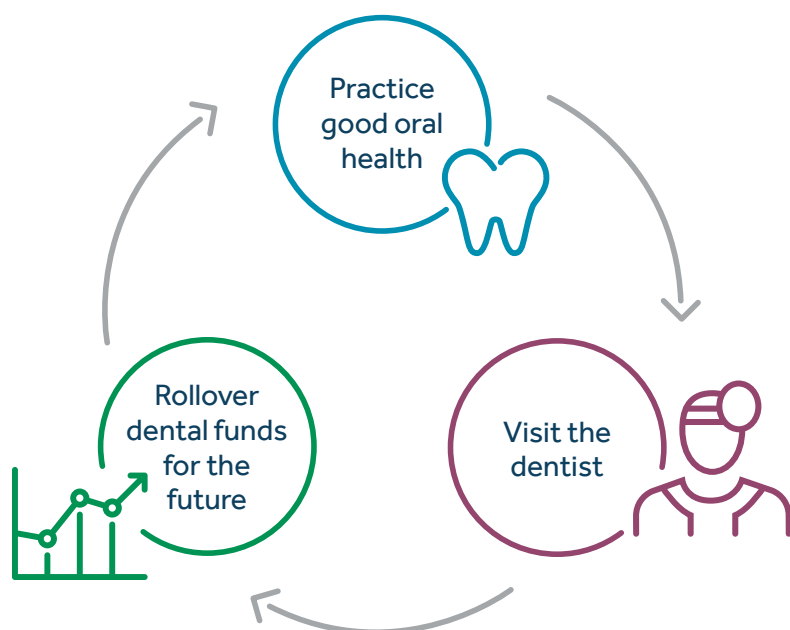 Practice
good oral
health
Visit the
dentist
Rollover
dental funds
for the
future